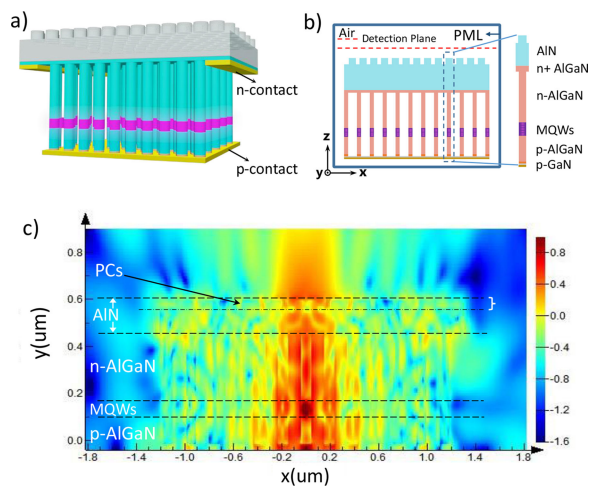 a)
n-contact
p-contact
b)
Air
Detection Plane
PML
z
y
x
AlN
n+ AlGaN
n-AlGaN
MQWs
p-AlGaN
p-GaN
c)
y(um)
0.8
0.6
0.4
0.2
0.0
PCs
AlN
n-AlGaN
MQWs
p-AlGaN
}
-1.8
-1.4
-1.0
-0.6
-0.2
0.2
0.6
1.0
1.4
1.8
x(um)
0.8
0.4
0.0
-0.4
-0.8
-1.2
-1.6